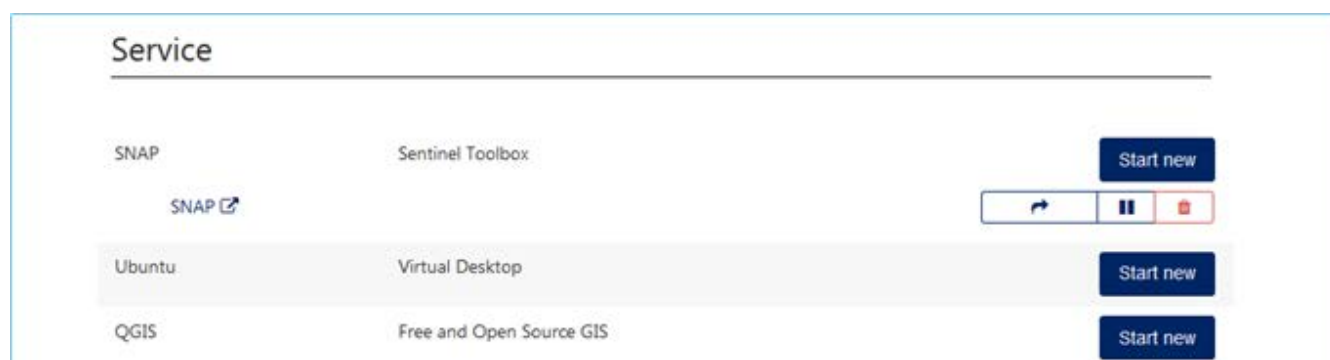 Service
SNAP Sentinel Toolbox Start new
SNAP
Ubuntu Virtual Desktop Start new
QGIS Free and Open Source GIS Start new